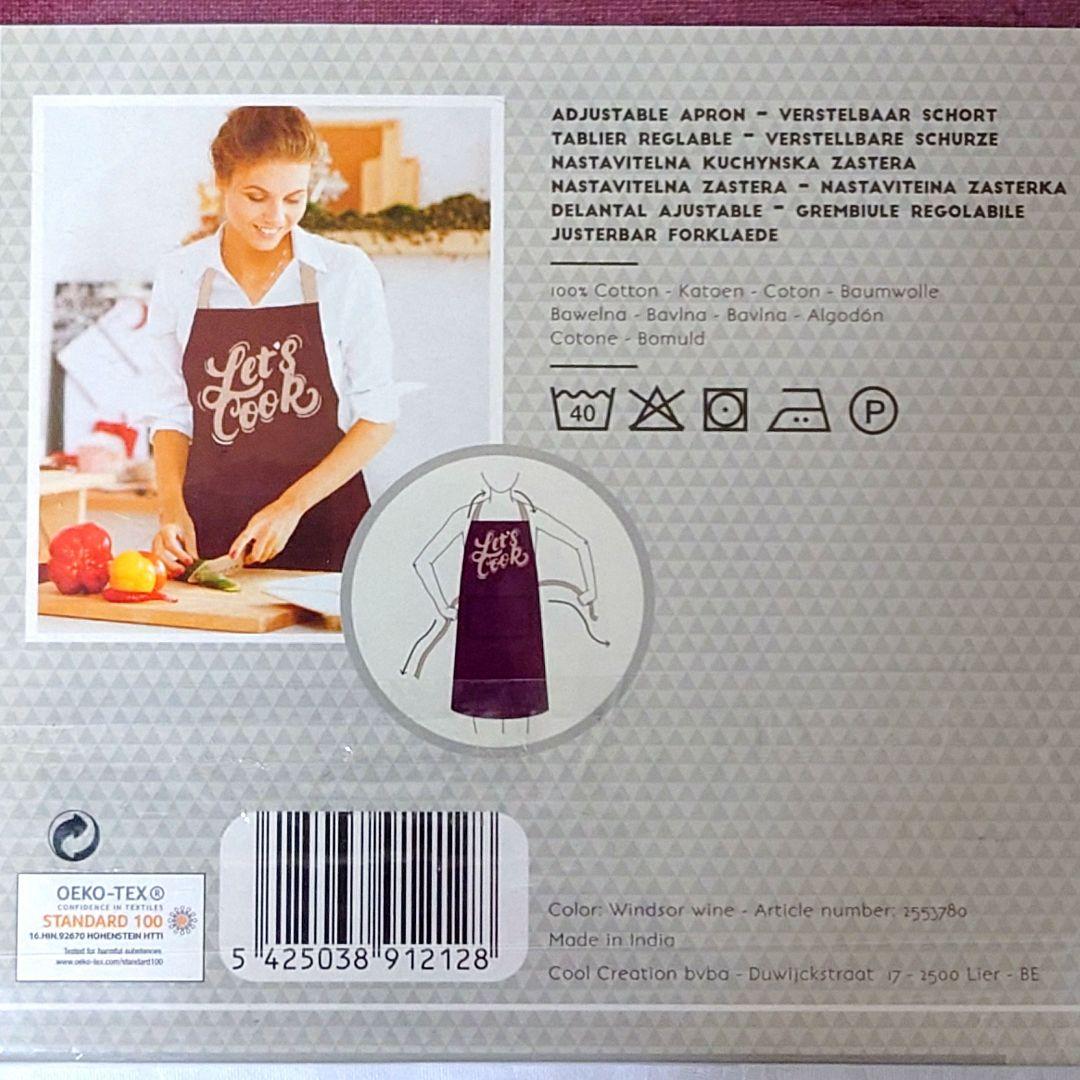 Let's
Cook
ADJUSTABLE APRON - VERSTELBAAR SCHORT
TABLIER REGLABLE - VERSTELLBARE SCHURZE
NASTAVITELNA KUCHYNSKA ZASTERA
NASTAVITELNA ZASTERA - NASTAVITEINA ZASTERKA
DELANTAL AJUSTABLE - GREMBIULE REGOLABILE
JUSTERBAR FORKLAEDE
100% Cotton - Katoen - Coton - Baumwolle
Bawelna - Bavlna - Bavlna - Algodón
Cotone - Bomuld
40
P
Let's
Cook
OEKO-TEX®
CONFIDENCE IN TEXTILES
STANDARD 100
16.HIN.92670 HOHENSTEIN HTTI
Tested for harmful substances
www.oeko-tex.com/standard100
5 425038 912128
Color: Windsor wine - Article number: 2553780
Made in India
Cool Creation bvba - Duwijckstraat 17 - 2500 Lier - BE